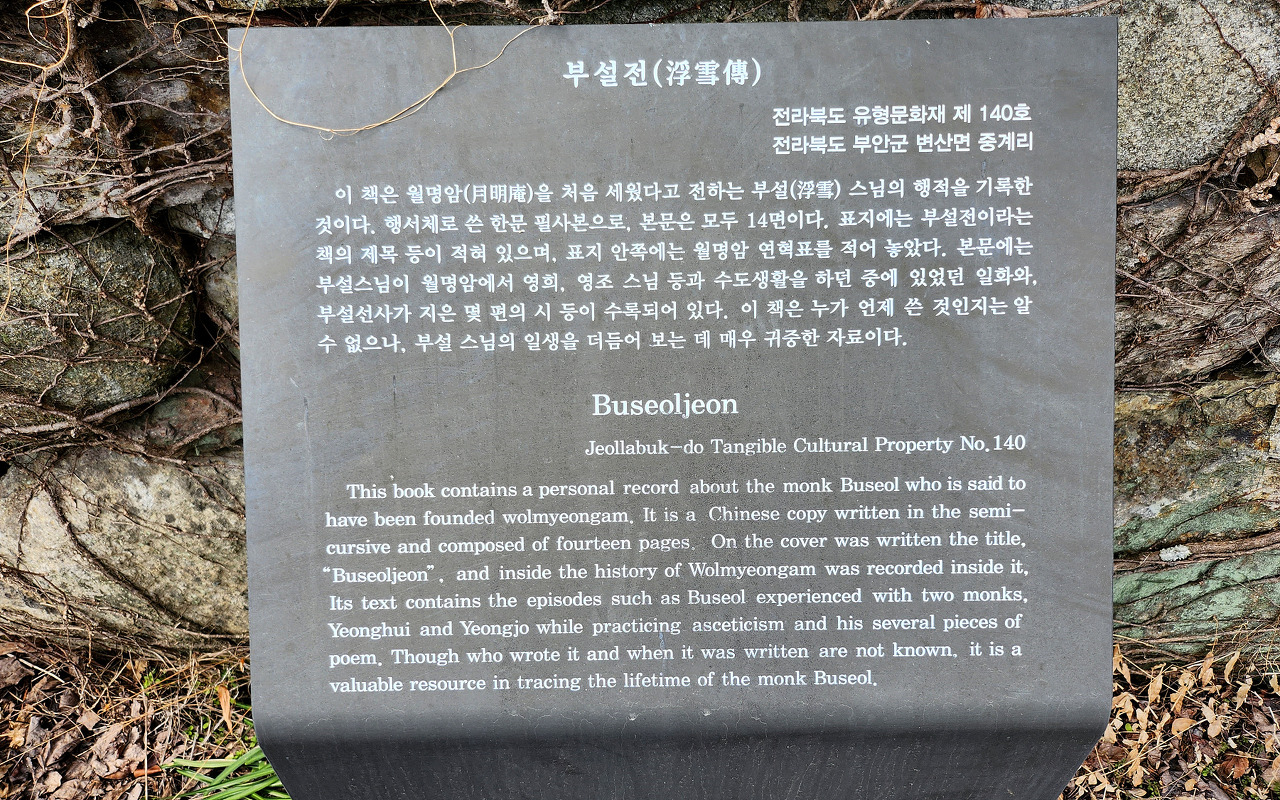 부설전(浮雪傳)
전라북도 유형문화재 제 140호
전라북도 부안군 변산면 중계리
이 책은 월명암(月明庵)을 처음 세웠다고 전하는 부설(浮雪) 스님의 행적을 기록한
것이다. 행서체로 쓴 한문 필사본으로, 본문은 모두 14면이다. 표지에는 부설전이라는
책의 제목 등이 적혀 있으며, 표지 안쪽에는 월명암 연혁표를 적어 놓았다. 본문에는
부설스님이 월명암에서 영희, 영조 스님 등과 수도생활을 하던 중에 있었던 일화와,
부설선사가 지은 몇 편의 시 등이 수록되어 있다. 이 책은 누가 언제 쓴 것인지는 알
수 없으나, 부설 스님의 일생을 더듬어 보는 데 매우 귀중한 자료이다.
Buseoljeon
Jeollabuk-do Tangible Cultural Property No.140
This book contains a personal record about the monk Buseol who is said to
have been founded wolmyeongam. It is a Chinese copy written in the semi-
cursive and composed of fourteen pages. On the cover was written the title,
“Buseoljeon”, and inside the history of Wolmyeongam was recorded inside it.
Its text contains the episodes such as Buseol experienced with two monks,
Yeonghui and Yeongjo while practicing asceticism and his several pieces of
poem. Though who wrote it and when it was written are not known, it is a
valuable resource in tracing the lifetime of the monk Buseol.